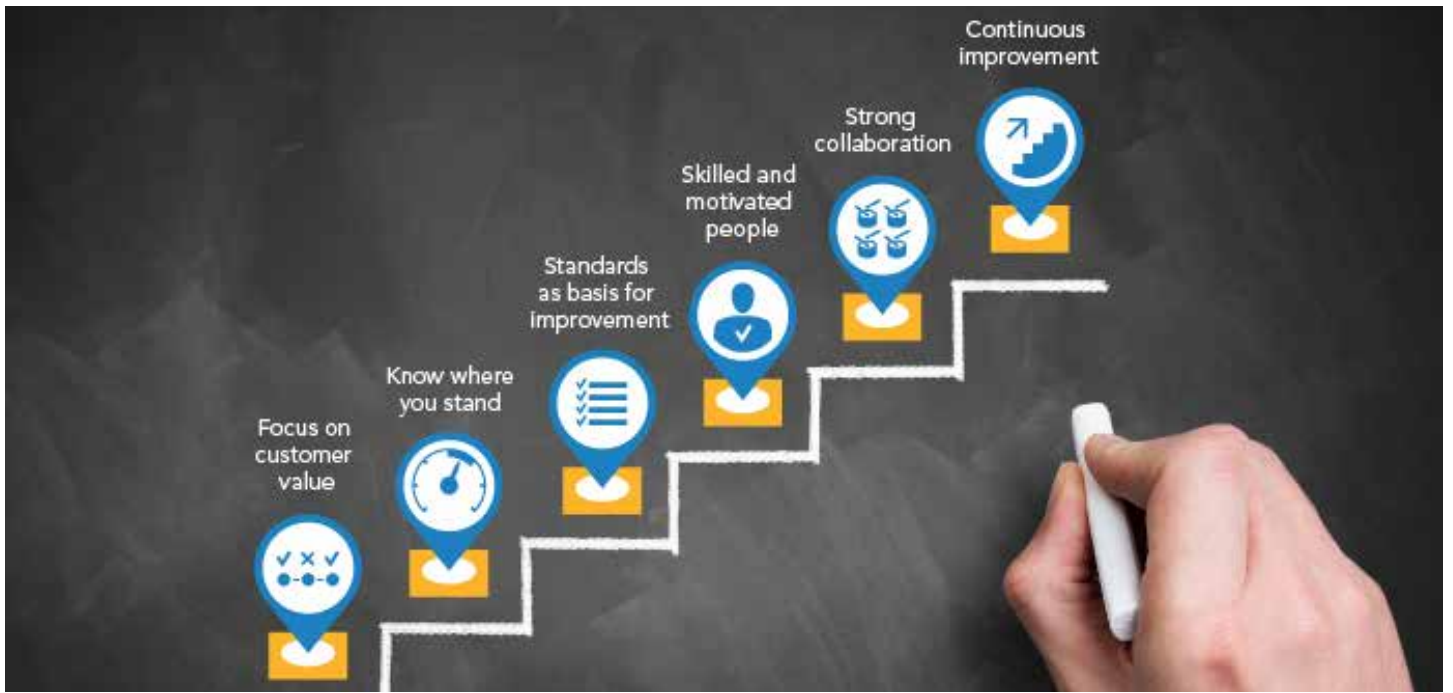 Focus on
customer
value
Know where
you stand
Standards
as basis for
improvement
Skilled and
motivated
people
Strong
collaboration
Continuous
improvement